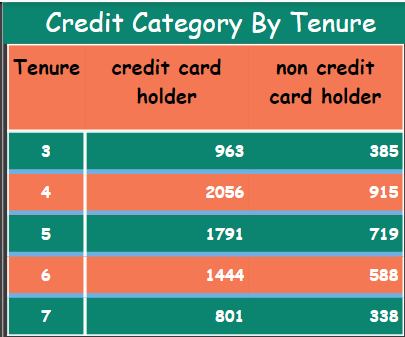 Credit Category By Tenure
Tenure credit card holder non credit card holder
3 963 385
4 2056 915
5 1791 719
6 1444 588
7 801 338